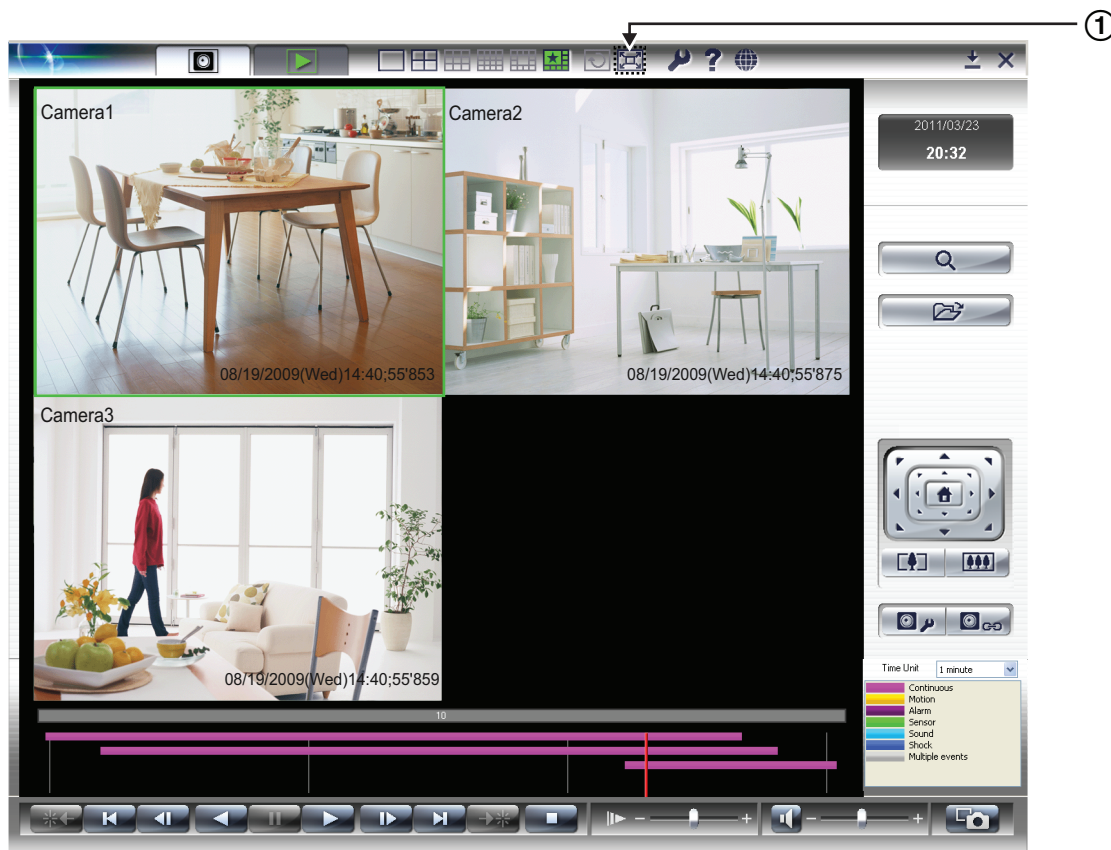 ①
2011/03/23
20:32
Camera1
08/19/2009(Wed)14:40;55'853
Camera2
08/19/2009(Wed)14:40;55'875
Camera3
08/19/2009(Wed)14:40;55'859
Time Unit 1 minute
Continuous
Motion
Alarm
Sensor
Sound
Shock
Multiple events
10